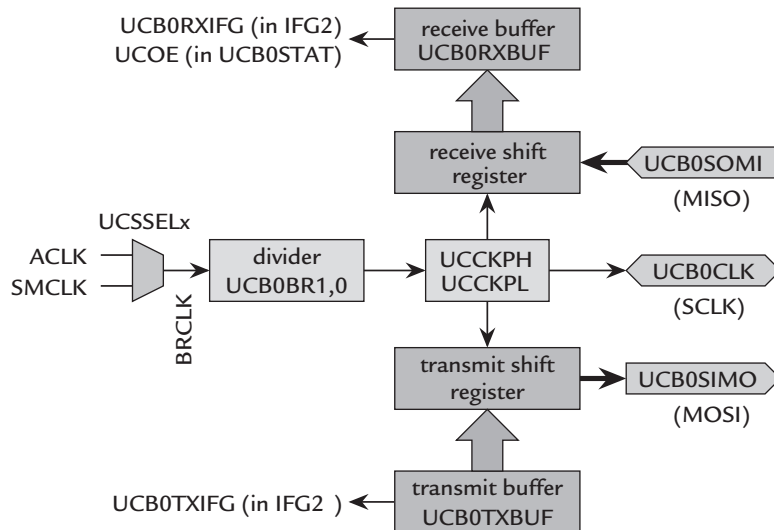 UCB0RXIFG (in IFG2)
UCOE (in UCB0STAT)
receive buffer
UCB0RXBUF
receive shift
register
UCB0SOMI
(MISO)
UCSSELx
ACLK
SMCLK
BRCLK
divider
UCB0BR1,0
UCCKPH
UCCKPL
UCB0CLK
(SCLK)
transmit shift
register
UCB0SIMO
(MOSI)
UCB0TXIFG (in IFG2 )
transmit buffer
UCB0TXBUF